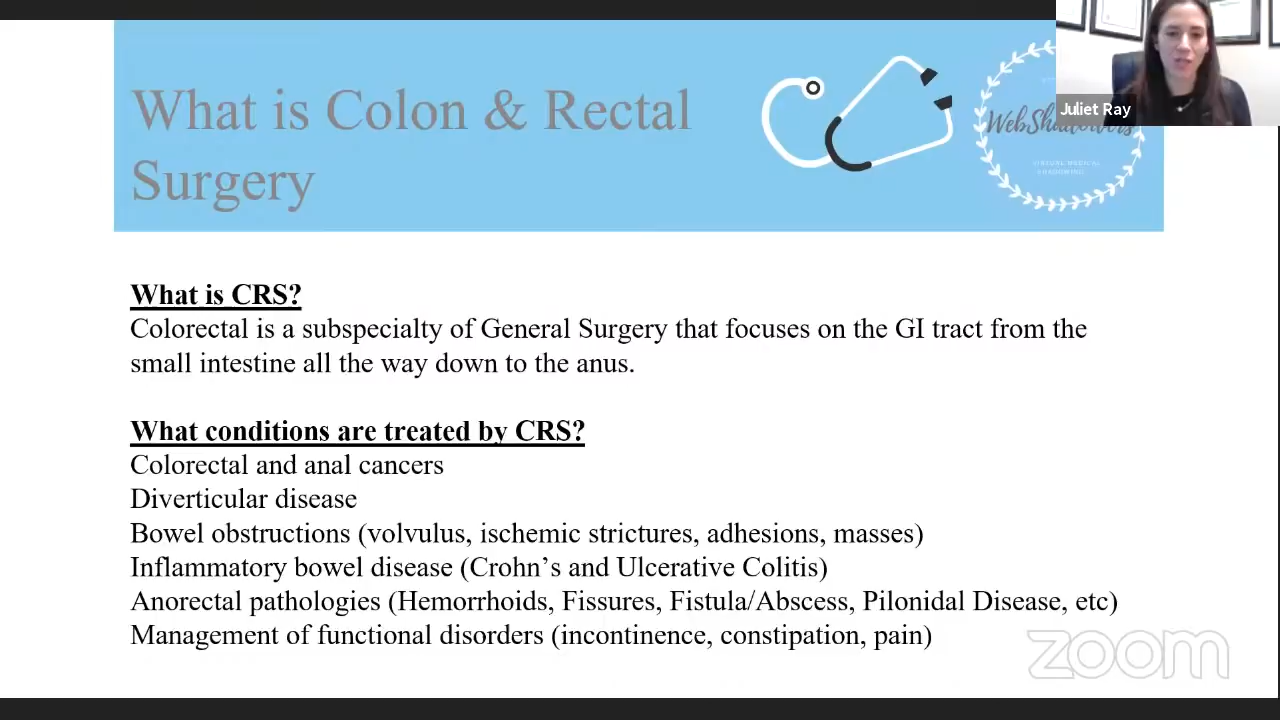 What is Colon & Rectal
Surgery
Juliet Ray
WebShadowers
VIRTUAL MEDICAL
SHADOWING
What is CRS?
Colorectal is a subspecialty of General Surgery that focuses on the GI tract from the
small intestine all the way down to the anus.
What conditions are treated by CRS?
Colorectal and anal cancers
Diverticular disease
Bowel obstructions (volvulus, ischemic strictures, adhesions, masses)
Inflammatory bowel disease (Crohn’s and Ulcerative Colitis)
Anorectal pathologies (Hemorrhoids, Fissures, Fistula/Abscess, Pilonidal Disease, etc)
Management of functional disorders (incontinence, constipation, pain)
zoom